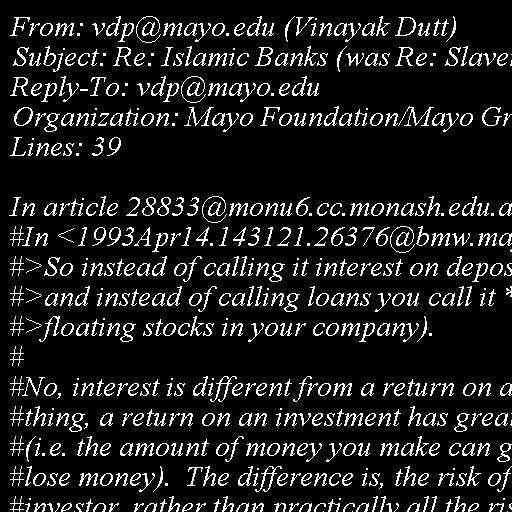 From: vdp@mayo.edu (Vinayak Dutt)
Subject: Re: Islamic Banks (was Re: Slaver
Reply-To: vdp@mayo.edu
Organization: Mayo Foundation/Mayo Gr
Lines: 39

In article 28833@monu6.cc.monash.edu.a
#In <1993Apr14.143121.26376@bmw.ma
#>So instead of calling it interest on depos
#>and instead of calling loans you call it *
#>floating stocks in your company).
#
#No, interest is different from a return on a
#thing, a return on an investment has grea
#(i.e. the amount of money you make can g
#lose money).  The difference is, the risk of
#investor, rather than practically all the ris